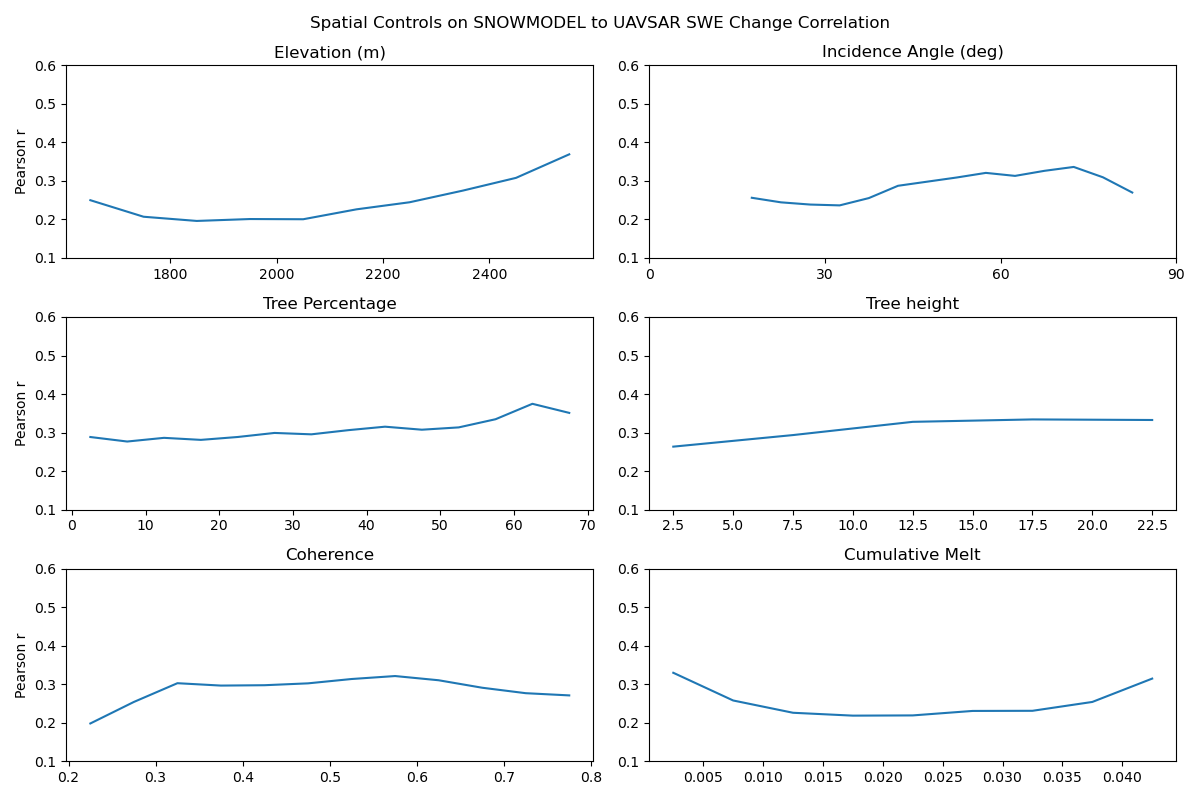 Spatial Controls on SNOWMODEL to UAVSAR SWE Change Correlation
Elevation (m)
Pearson r
0.6
0.5
0.4
0.3
0.2
0.1
1800 2000 2200 2400
Incidence Angle (deg)
0.6
0.5
0.4
0.3
0.2
0.1
0 30 60 90
Tree Percentage
Pearson r
0.6
0.5
0.4
0.3
0.2
0.1
0 10 20 30 40 50 60 70
Tree height
0.6
0.5
0.4
0.3
0.2
0.1
2.5 5.0 7.5 10.0 12.5 15.0 17.5 20.0 22.5
Coherence
Pearson r
0.6
0.5
0.4
0.3
0.2
0.1
0.2 0.3 0.4 0.5 0.6 0.7 0.8
Cumulative Melt
0.6
0.5
0.4
0.3
0.2
0.1
0.005 0.010 0.015 0.020 0.025 0.030 0.035 0.040